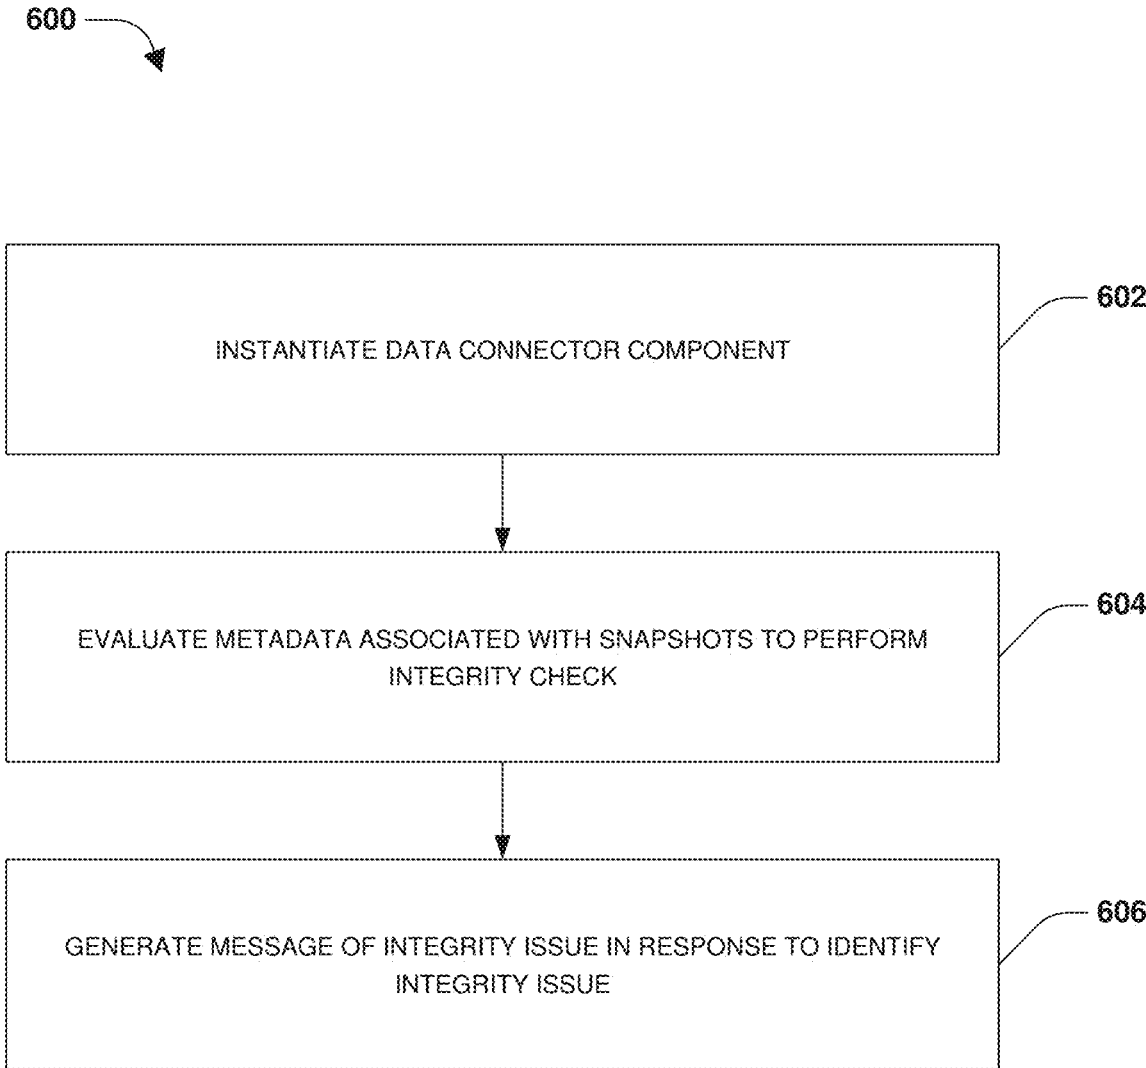 600
602
INSTANTIATE DATA CONNECTOR COMPONENT
604
EVALUATE METADATA ASSOCIATED WITH SNAPSHOTS TO PERFORM
INTEGRITY CHECK
606
GENERATE MESSAGE OF INTEGRITY ISSUE IN RESPONSE TO IDENTIFY
INTEGRITY ISSUE